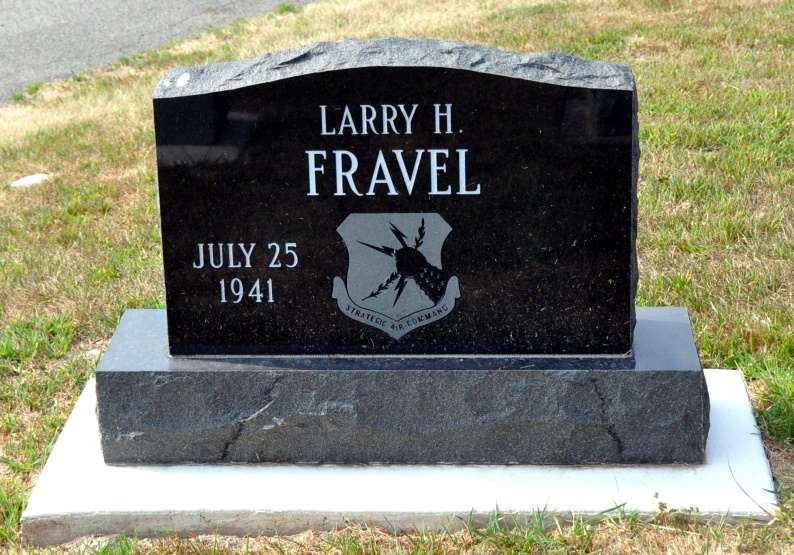 LARRY H.
FRAVEL
JULY 25
1941
STRATEGIC AIR COMMAND